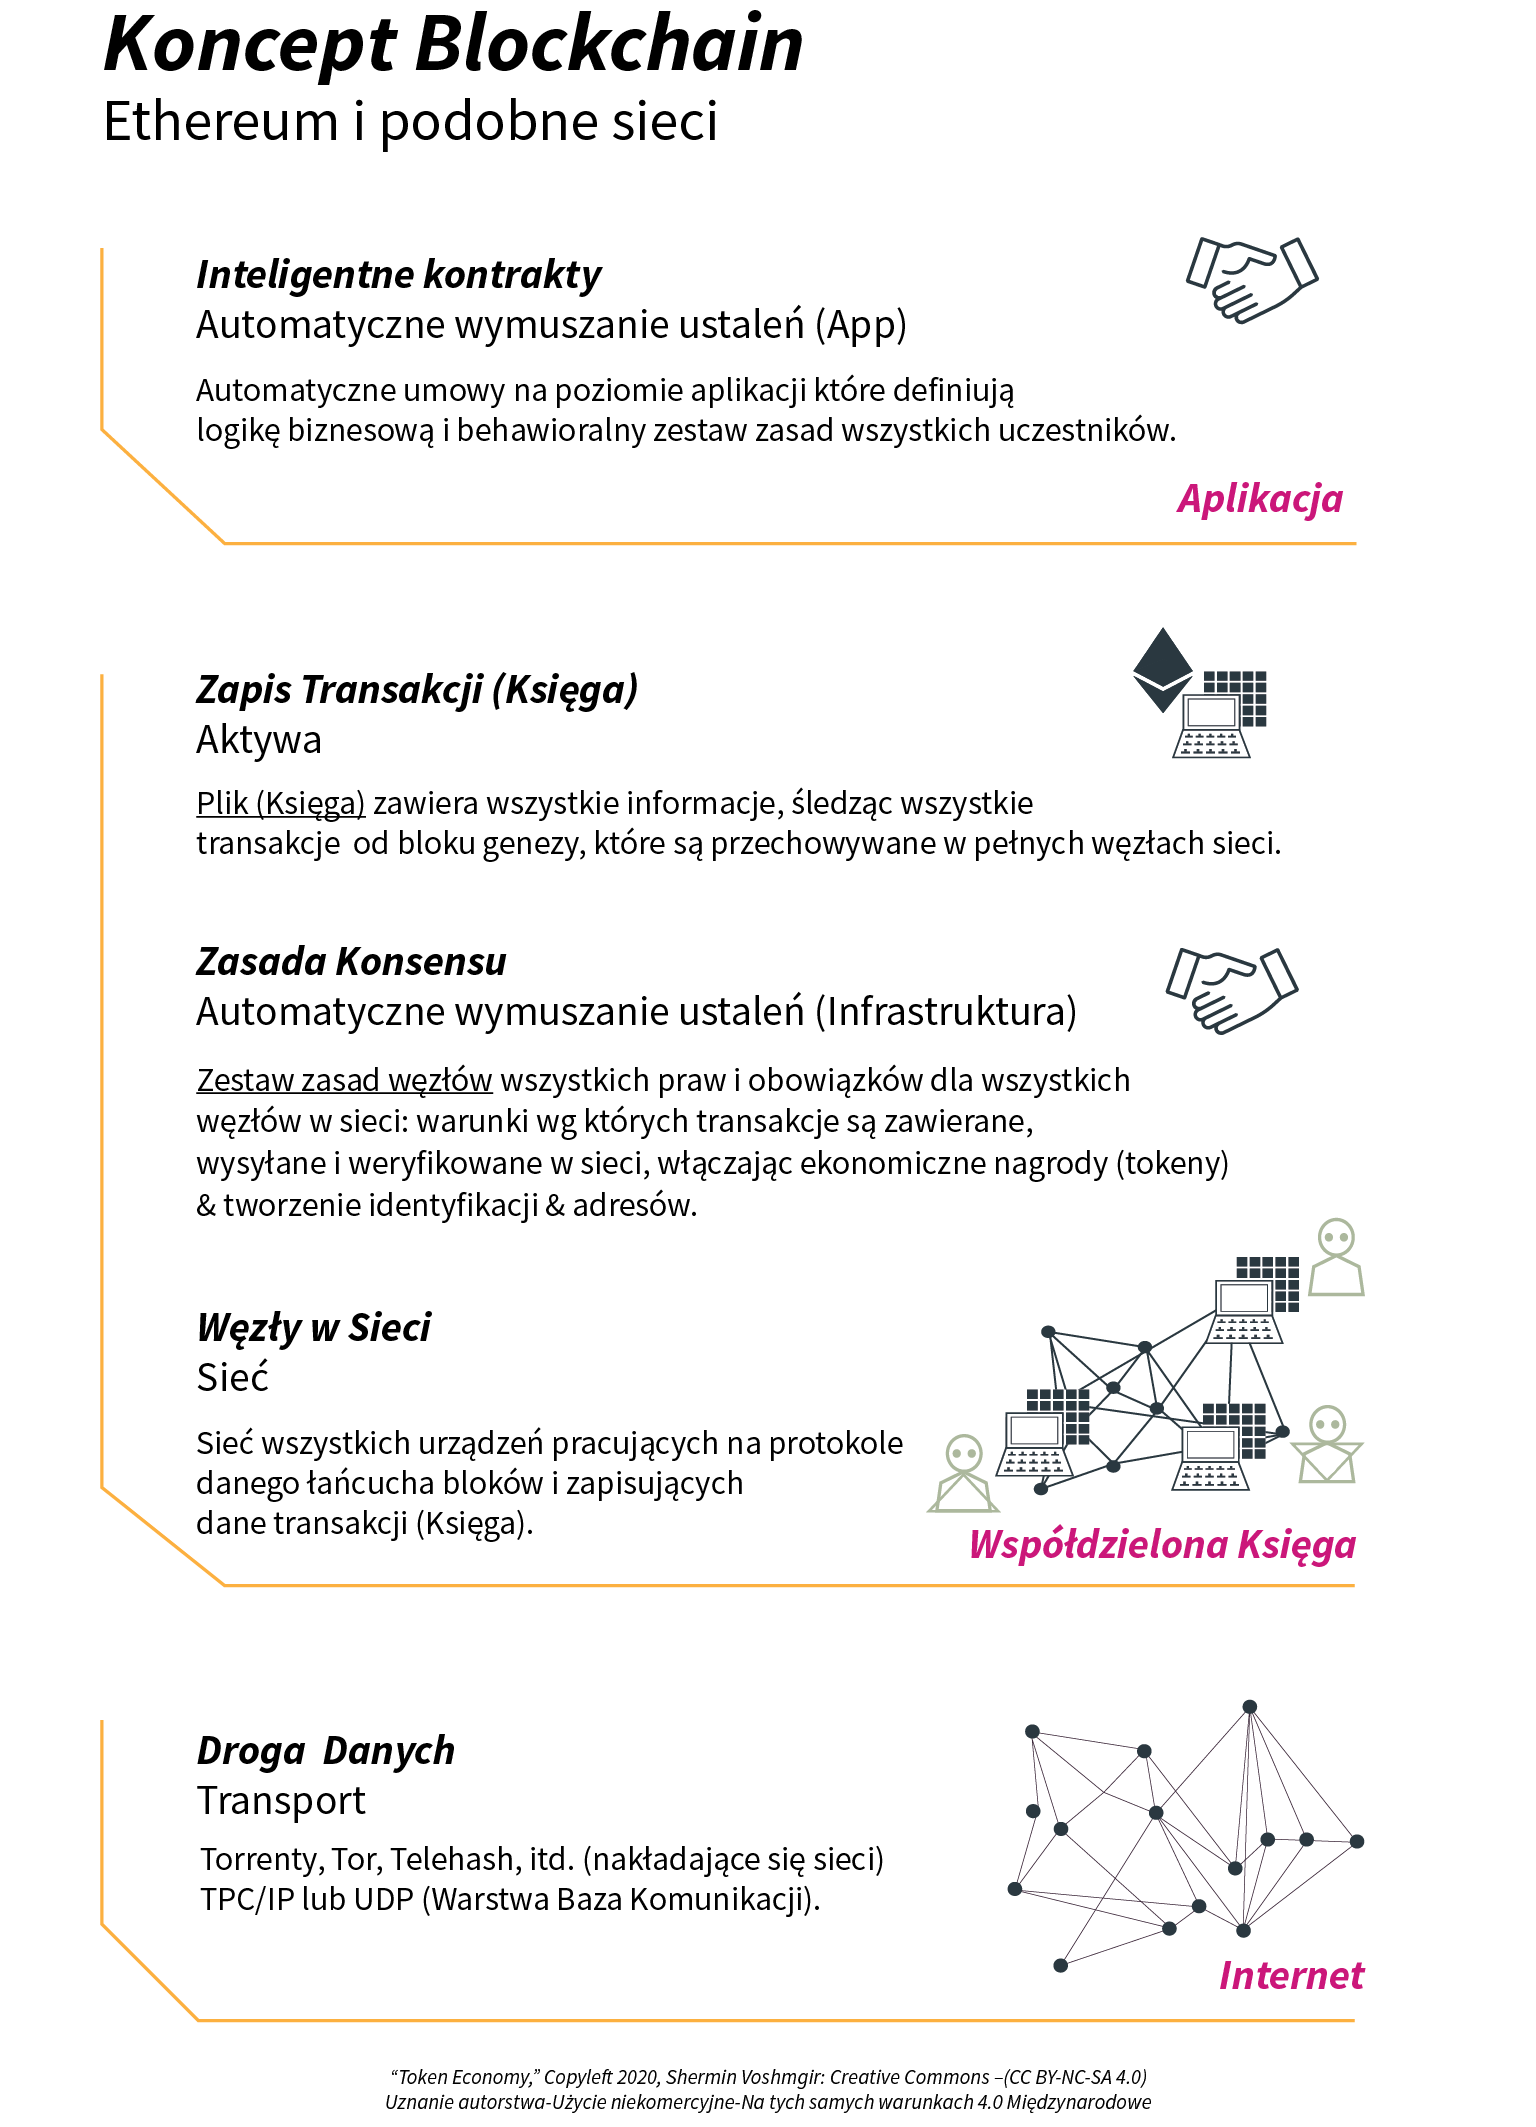 Koncept Blockchain
Ethereum i podobne sieci
Inteligentne kontrakty
Automatyczne wymuszanie ustaleń (App)
Automatyczne umowy na poziomie aplikacji które definiują
logikę biznesową i behawioralny zestaw zasad wszystkich uczestników.
Aplikacja
Zapis Transakcji (Księga)
Aktywa
Plik (Księga) zawiera wszystkie informacje, śledząc wszystkie
transakcje od bloku genezy, które są przechowywane w pełnych węzłach sieci.
Zasada Konsensu
Automatyczne wymuszanie ustaleń (Infrastruktura)
Zestaw zasad węzłów wszystkich praw i obowiązków dla wszystkich
węzłów w sieci: warunki wg których transakcje są zawierane,
wysyłane i weryfikowane w sieci, włączając ekonomiczne nagrody (tokeny)
& tworzenie identyfikacji & adresów.
Węzły w Sieci
Sieć
Sieć wszystkich urządzeń pracujących na protokole
danego łańcucha bloków i zapisujących
dane transakcji (Księga).
Współdzielona Księga
Droga Danych
Transport
Torrenty, Tor, Telehash, itd. (nakładające się sieci)
TPC/IP lub UDP (Warstwa Baza Komunikacji).
Internet
“Token Economy,” Copyleft 2020, Shermin Voshmgir: Creative Commons –(CC BY-NC-SA 4.0)
Uznanie autorstwa-Użycie niekomercyjne-Na tych samych warunkach 4.0 Międzynarodowe